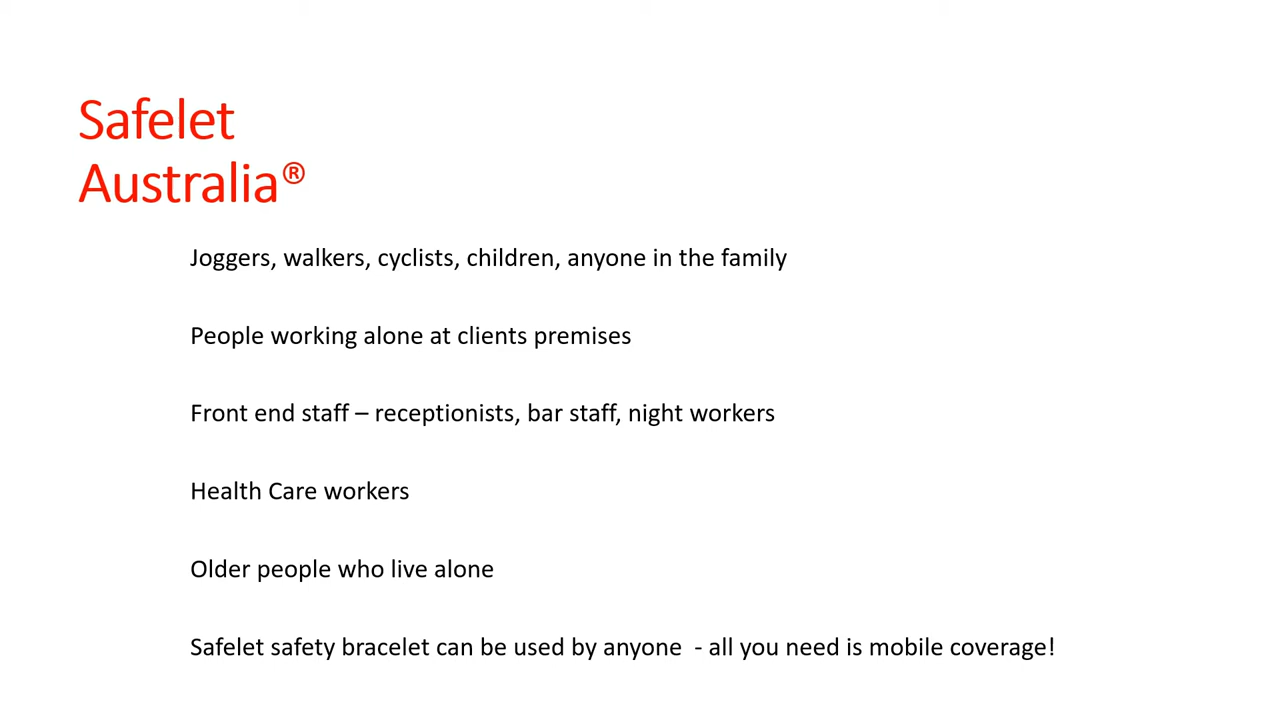 Safelet
Australia®
Joggers, walkers, cyclists, children, anyone in the family
People working alone at clients premises
Front end staff – receptionists, bar staff, night workers
Health Care workers
Older people who live alone
Safelet safety bracelet can be used by anyone  - all you need is mobile coverage!